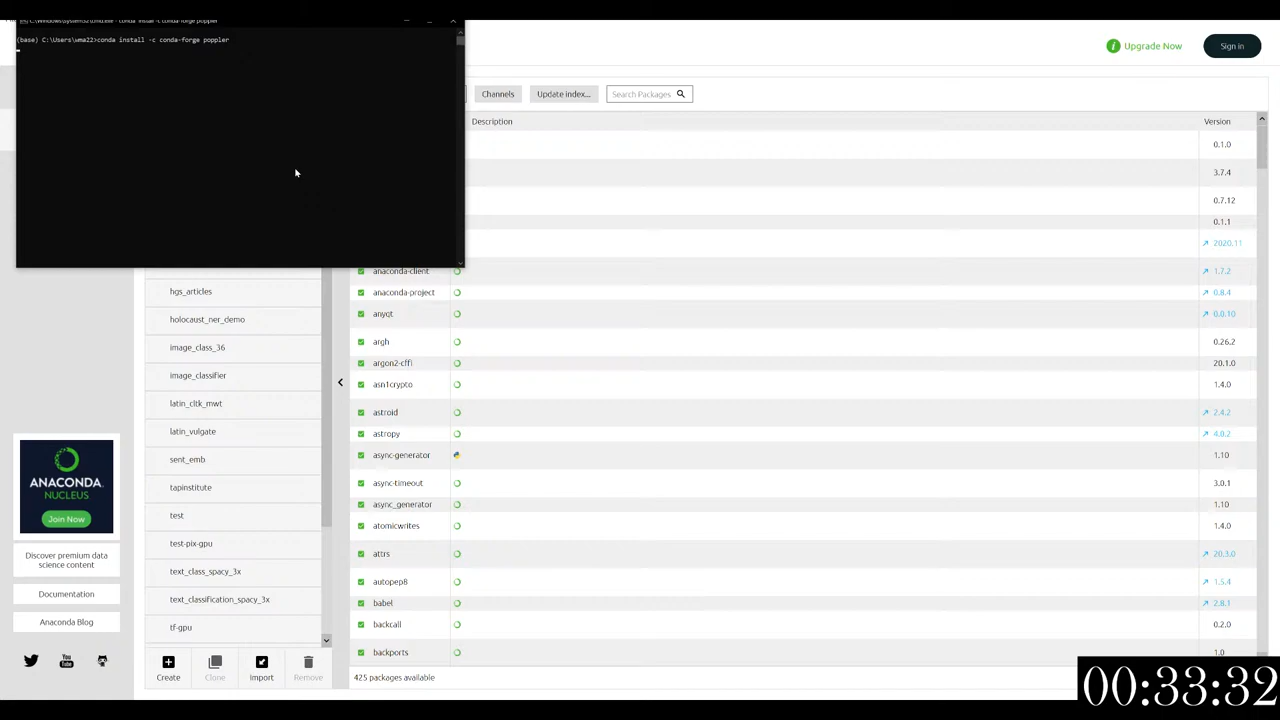 C:\Windows\system32\cmd.exe - conda install -c conda-forge poppler
(base) C:\Users\wma22>conda install -c conda-forge poppler
Upgrade Now
Sign in
Channels
Update index...
Search Packages
Description
Version
0.1.0
3.7.4
0.7.12
0.1.1
2020.11
anaconda-client
1.7.2
hgs_articles
anaconda-project
0.8.4
anyqt
0.0.10
holocaust_ner_demo
argh
0.26.2
image_class_36
argon2-cffi
20.1.0
image_classifier
asn1crypto
1.4.0
latin_cltk_mwt
astroid
2.4.2
latin_vulgate
astropy
4.0.2
sent_emb
async-generator
1.10
tapinstitute
async-timeout
3.0.1
async_generator
1.10
test
atomicwrites
1.4.0
test-pix-gpu
attrs
20.3.0
text_class_spacy_3x
autopep8
1.5.4
text_classification_spacy_3x
babel
2.8.1
tf-gpu
backcall
0.2.0
backports
1.0
ANACONDA.
NUCLEUS
Join Now
Discover premium data
science content
Documentation
Anaconda Blog
Create
Clone
Import
Remove
425 packages available
00:33:32